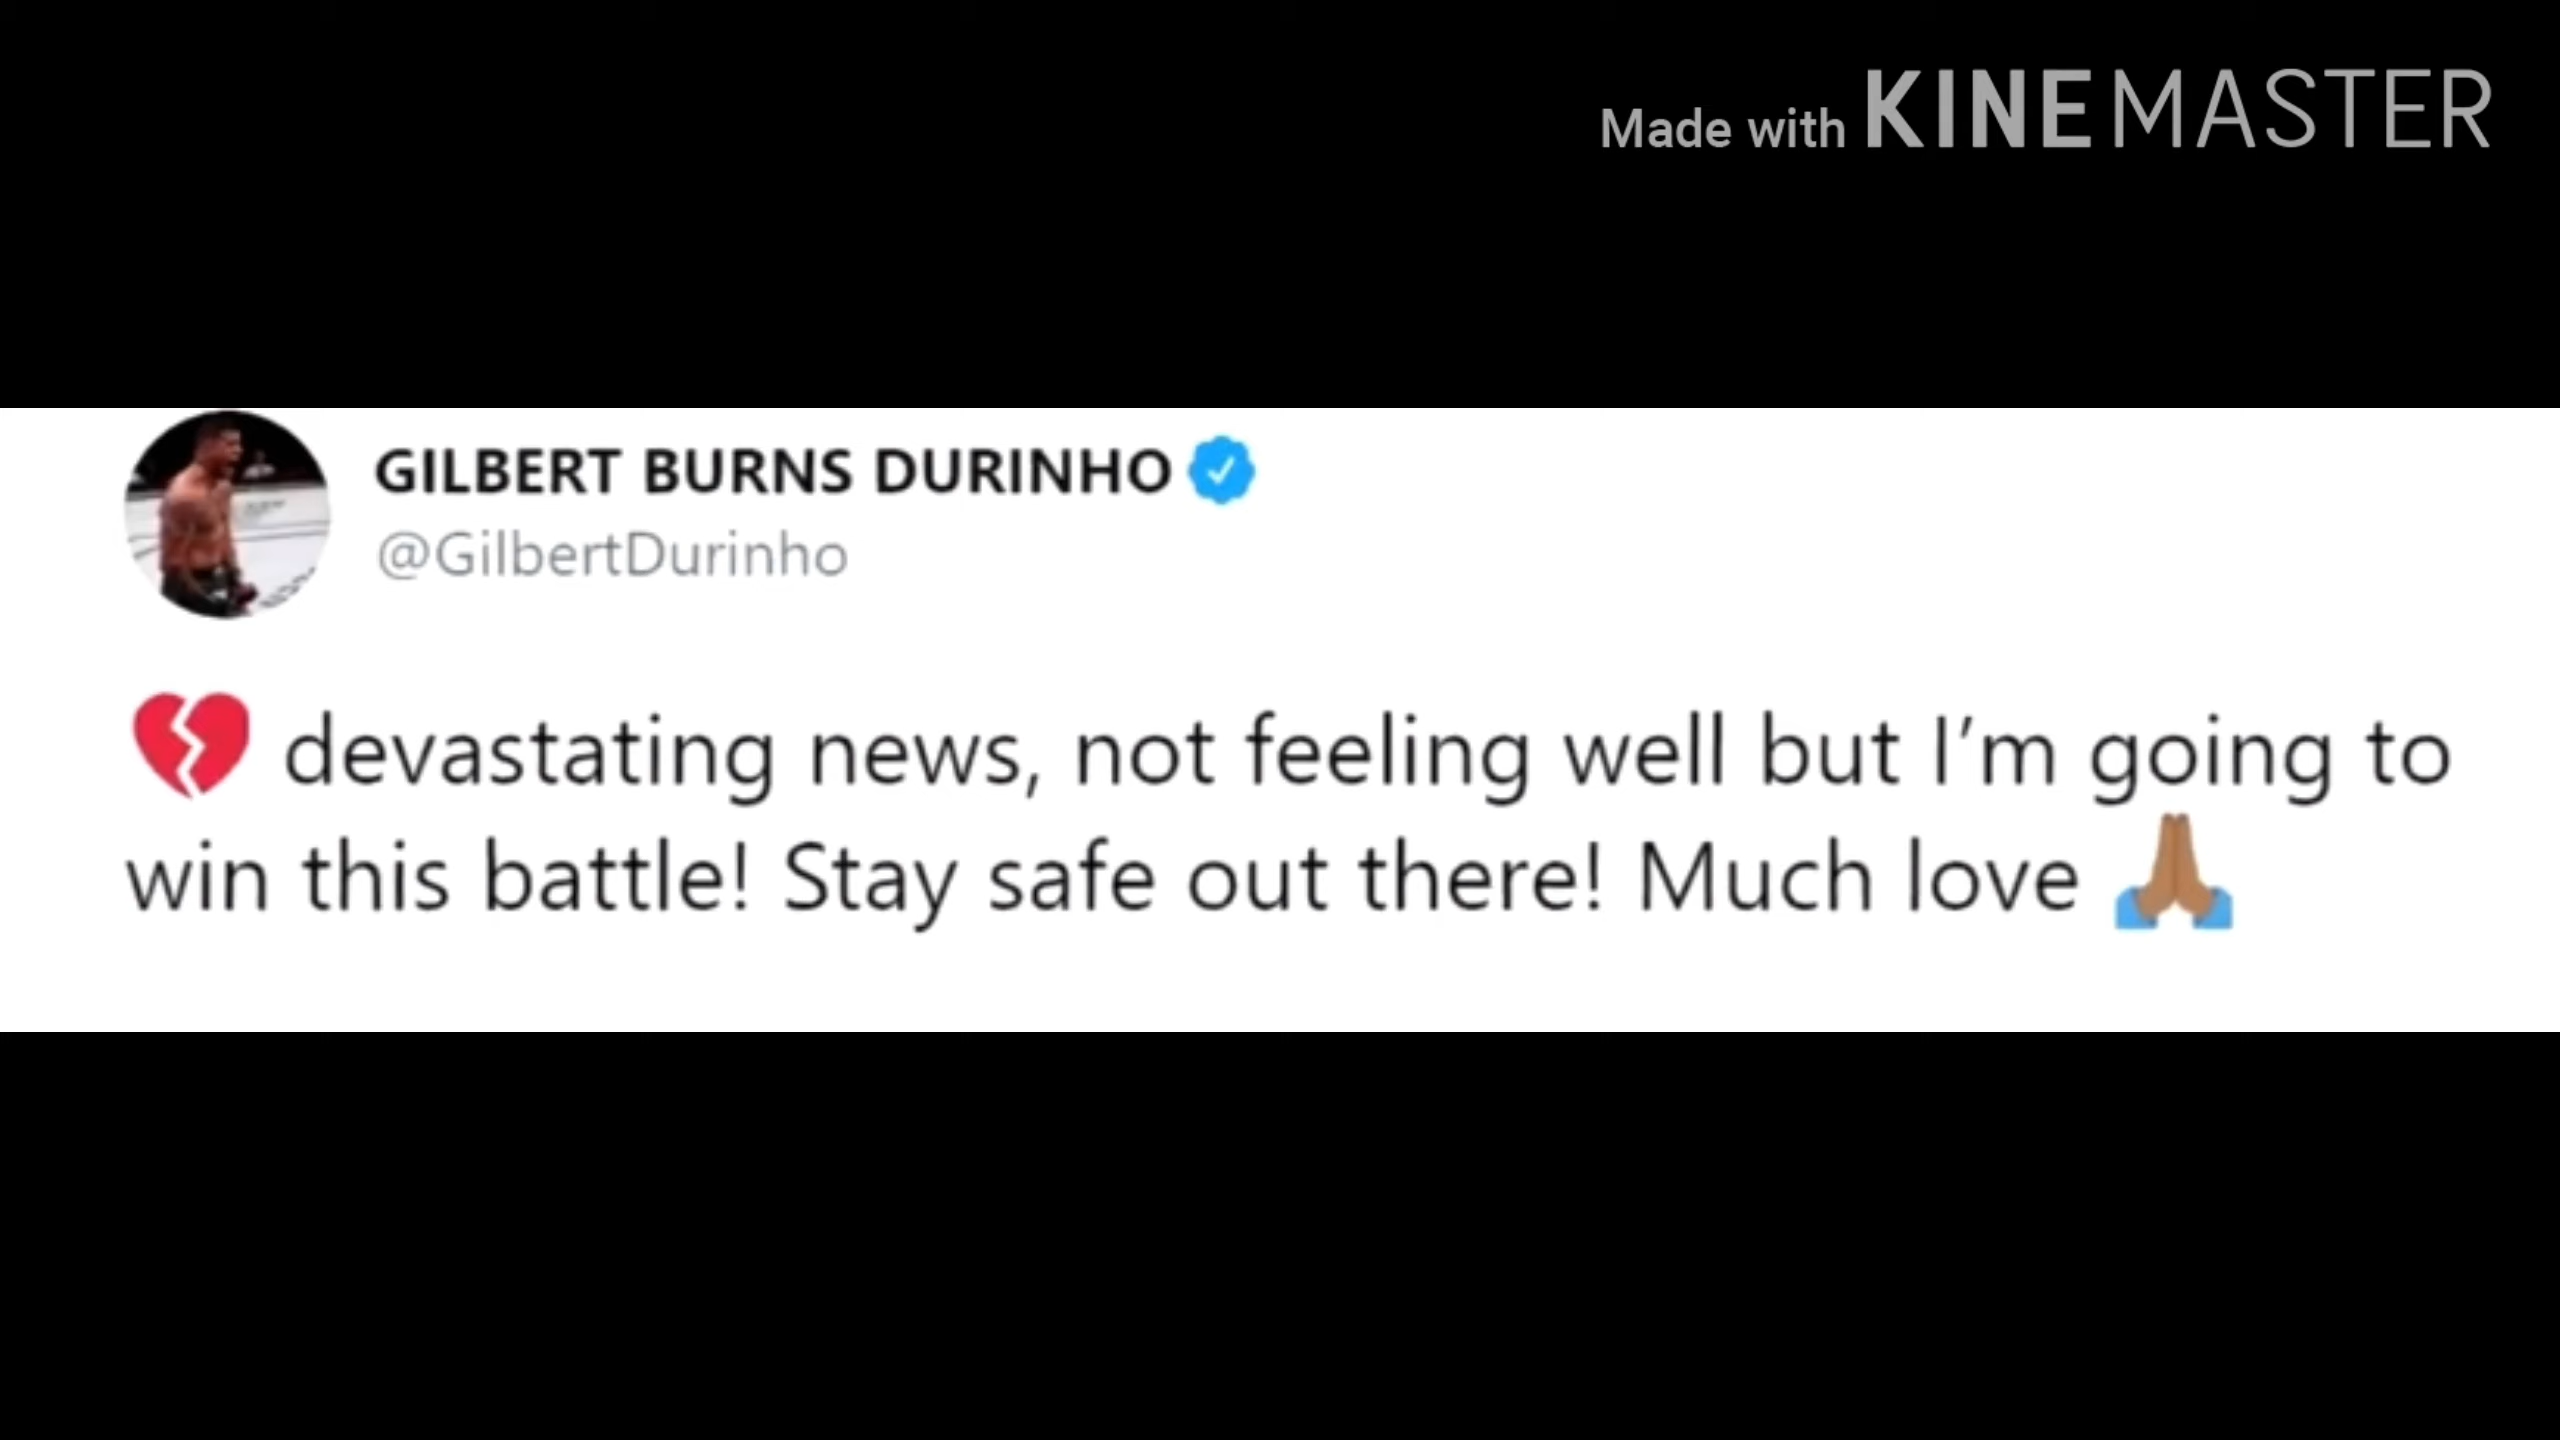 Made with KINEMASTER
GILBERT BURNS DURINHO
@GilbertDurinho
💔 devastating news, not feeling well but I’m going to
win this battle! Stay safe out there! Much love 🙏🏽